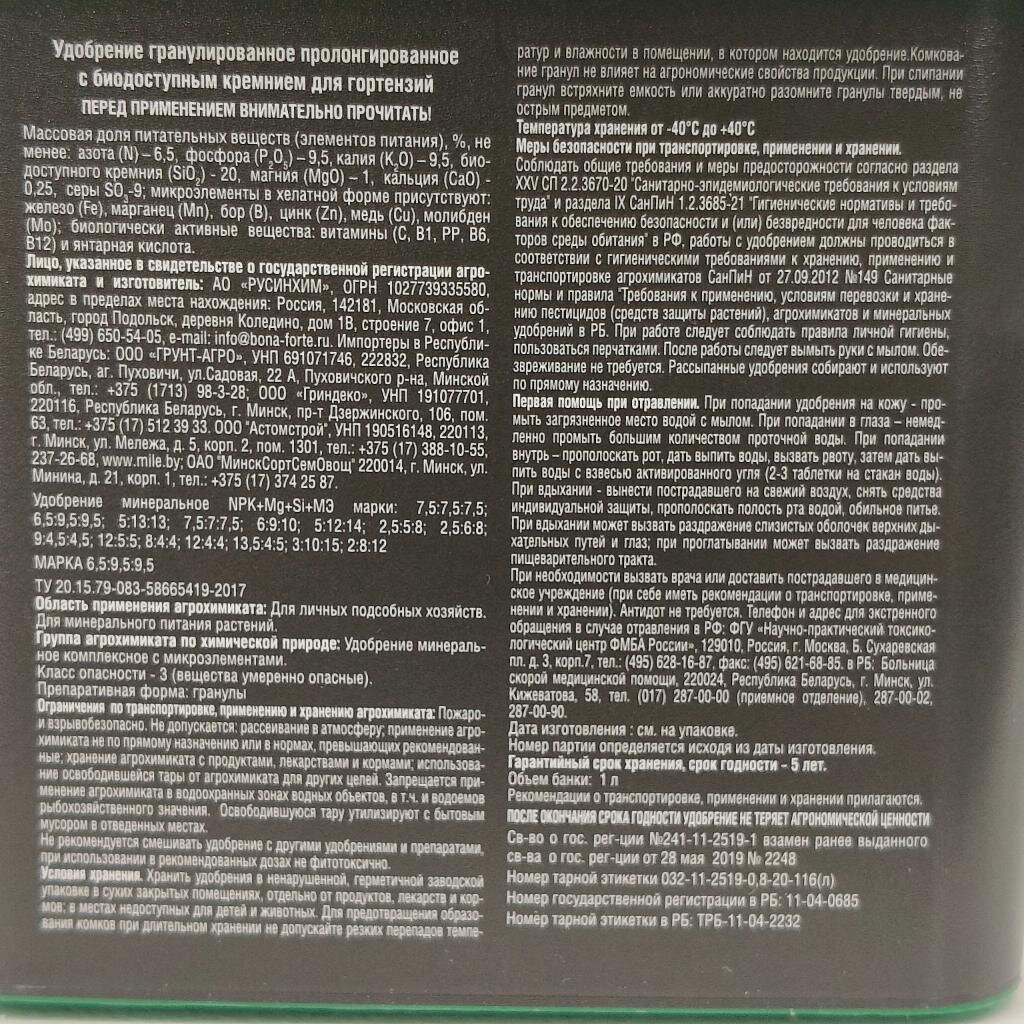 Удобрение гранулированное пролонгированное
с биодоступным кремнием для гортензий
ПЕРЕД ПРИМЕНЕНИЕМ ВНИМАТЕЛЬНО ПРОЧИТАТЬ!
Массовая доля питательных веществ (элементов питания), %, не
менее: азота (N) – 6,5, фосфора (P₂O₅) – 9,5, калия (K₂O) – 9,5, био-
доступного кремния (SiO₂) - 20, магния (MgO) – 1, кальция (CaO) -
0,25, серы SO₃-9; микроэлементы в хелатной форме присутствуют:
железо (Fe), марганец (Mn), бор (B), цинк (Zn), медь (Cu), молибден
(Mo); биологически активные вещества: витамины (C, B1, PP, B6,
B12) и янтарная кислота.
Лицо, указанное в свидетельстве о государственной регистрации агро-
химиката и изготовитель: АО «РУСИНХИМ», ОГРН 1027739335580,
адрес в пределах места нахождения: Россия, 142181, Московская об-
ласть, город Подольск, деревня Коледино, дом 1В, строение 7, офис 1,
тел.: (499) 650-54-05, e-mail: info@bona-forte.ru. Импортеры в Республи-
ке Беларусь: ООО «ГРУНТ-АГРО», УНП 691071746, 222832, Республика
Беларусь, аг. Пуховичи, ул.Садовая, 22 А, Пуховичского р-на, Минской
обл., тел.: +375 (1713) 98-3-28; ООО «Гриндеко», УНП 191077701,
220116, Республика Беларусь, г. Минск, пр-т Дзержинского, 106, пом.
63, тел.: +375 (17) 512 39 33. ООО "Астомстрой", УНП 190516148, 220113,
г. Минск, ул. Мележа, д. 5, корп. 2, пом. 1301, тел.: +375 (17) 388-10-55,
237-26-68, www.mile.by; ОАО "МинскСортСемОвощ" 220014, г. Минск, ул.
Минина, д. 21, корп. 1, тел.: +375 (17) 374 25 87.
Удобрение минеральное NPK+Mg+Si+МЭ марки: 7,5:7,5:7,5;
6,5:9,5:9,5; 5:13:13; 7,5:7:7,5; 6:9:10; 5:12:14; 2,5:5:8; 2,5:6:8;
9:4,5:4,5; 12:5:5; 8:4:4; 12:4:4; 13,5:4:5; 3:10:15; 2:8:12
МАРКА 6,5:9,5:9,5
ТУ 20.15.79-083-58665419-2017
Область применения агрохимиката: Для личных подсобных хозяйств.
Для минерального питания растений.
Группа агрохимиката по химической природе: Удобрение минераль-
ное комплексное с микроэлементами.
Класс опасности - 3 (вещества умеренно опасные).
Препаративная форма: гранулы
Ограничения по транспортировке, применению и хранению агрохимиката: Пожаро-
и взрывобезопасно. Не допускается: рассеивание в атмосферу; применение агро-
химиката не по прямому назначению или в нормах, превышающих рекомендован-
ные; хранение агрохимиката с продуктами, лекарствами и кормами; использова-
ние освободившейся тары от агрохимиката для других целей. Запрещается при-
менение агрохимиката в водоохранных зонах водных объектов, в т.ч. и водоемов
рыбохозяйственного значения. Освободившуюся тару утилизируют с бытовым
мусором в отведенных местах.
Не рекомендуется смешивать удобрение с другими удобрениями и препаратами,
при использовании в рекомендованных дозах не фитотоксично.
Условия хранения. Хранить удобрения в ненарушенной, герметичной заводской
упаковке в сухих закрытых помещениях, отдельно от продуктов, лекарств и кор-
мов; в местах недоступных для детей и животных. Для предотвращения образо-
вания комков при длительном хранении не допускайте резких перепадов темпе-
ратур и влажности в помещении, в котором находится удобрение.Комкова-
ние гранул не влияет на агрономические свойства продукции. При слипании
гранул встряхните емкость или аккуратно разомните гранулы твердым, не
острым предметом.
Температура хранения от -40°С до +40°С
Меры безопасности при транспортировке, применении и хранении.
Соблюдать общие требования и меры предосторожности согласно раздела
XXV СП 2.2.3670-20 "Санитарно-эпидемиологические требования к условиям
труда" и раздела IX СанПиН 1.2.3685-21 "Гигиенические нормативы и требо-
вания к обеспечению безопасности и (или) безвредности для человека фак-
торов среды обитания" в РФ, работы с удобрением должны проводиться в
соответствии с гигиеническими требованиями к хранению, применению и
транспортировке агрохимикатов СанПиН от 27.09.2012 №149 Санитарные
нормы и правила "Требования к применению, условиям перевозки и хране-
нию пестицидов (средств защиты растений), агрохимикатов и минеральных
удобрений в РБ. При работе следует соблюдать правила личной гигиены,
пользоваться перчатками. После работы следует вымыть руки с мылом. Обе-
звреживание не требуется. Рассыпанные удобрения собирают и используют
по прямому назначению.
Первая помощь при отравлении. При попадании удобрения на кожу - про-
мыть загрязненное место водой с мылом. При попадании в глаза – немед-
ленно промыть большим количеством проточной воды. При попадании
внутрь – прополоскать рот, дать выпить воды, вызвать рвоту, затем дать вы-
пить воды с взвесью активированного угля (2-3 таблетки на стакан воды).
При вдыхании - вынести пострадавшего на свежий воздух, снять средства
индивидуальной защиты, прополоскать полость рта водой, обильное питье.
При вдыхании может вызвать раздражение слизистых оболочек верхних ды-
хательных путей и глаз; при проглатывании может вызвать раздражение
пищеварительного тракта.
При необходимости вызвать врача или доставить пострадавшего в медицин-
ское учреждение (при себе иметь рекомендации о транспортировке, приме-
нении и хранении). Антидот не требуется. Телефон и адрес для экстренного
обращения в случае отравления в РФ: ФГУ «Научно-практический токсико-
логический центр ФМБА России», 129010, Россия, г. Москва, Б. Сухаревская
пл. д. 3, корп.7, тел.: (495) 628-16-87, факс: (495) 621-68-85. в РБ: Больница
скорой медицинской помощи, 220024, Республика Беларусь, г. Минск, ул.
Кижеватова, 58, тел. (017) 287-00-00 (приемное отделение), 287-00-02,
287-00-90.
Дата изготовления : см. на упаковке.
Номер партии определяется исходя из даты изготовления.
Гарантийный срок хранения, срок годности - 5 лет.
Объем банки: 1 л
Рекомендации о транспортировке, применении и хранении прилагаются.
ПОСЛЕ ОКОНЧАНИЯ СРОКА ГОДНОСТИ УДОБРЕНИЕ НЕ ТЕРЯЕТ АГРОНОМИЧЕСКОЙ ЦЕННОСТИ
Св-во о гос. рег-ции №241-11-2519-1 взамен ранее выданного
св-ва о гос. рег-ции от 28 мая 2019 № 2248
Номер тарной этикетки 032-11-2519-0,8-20-116(л)
Номер государственной регистрации в РБ: 11-04-0685
Номер тарной этикетки в РБ: ТРБ-11-04-2232